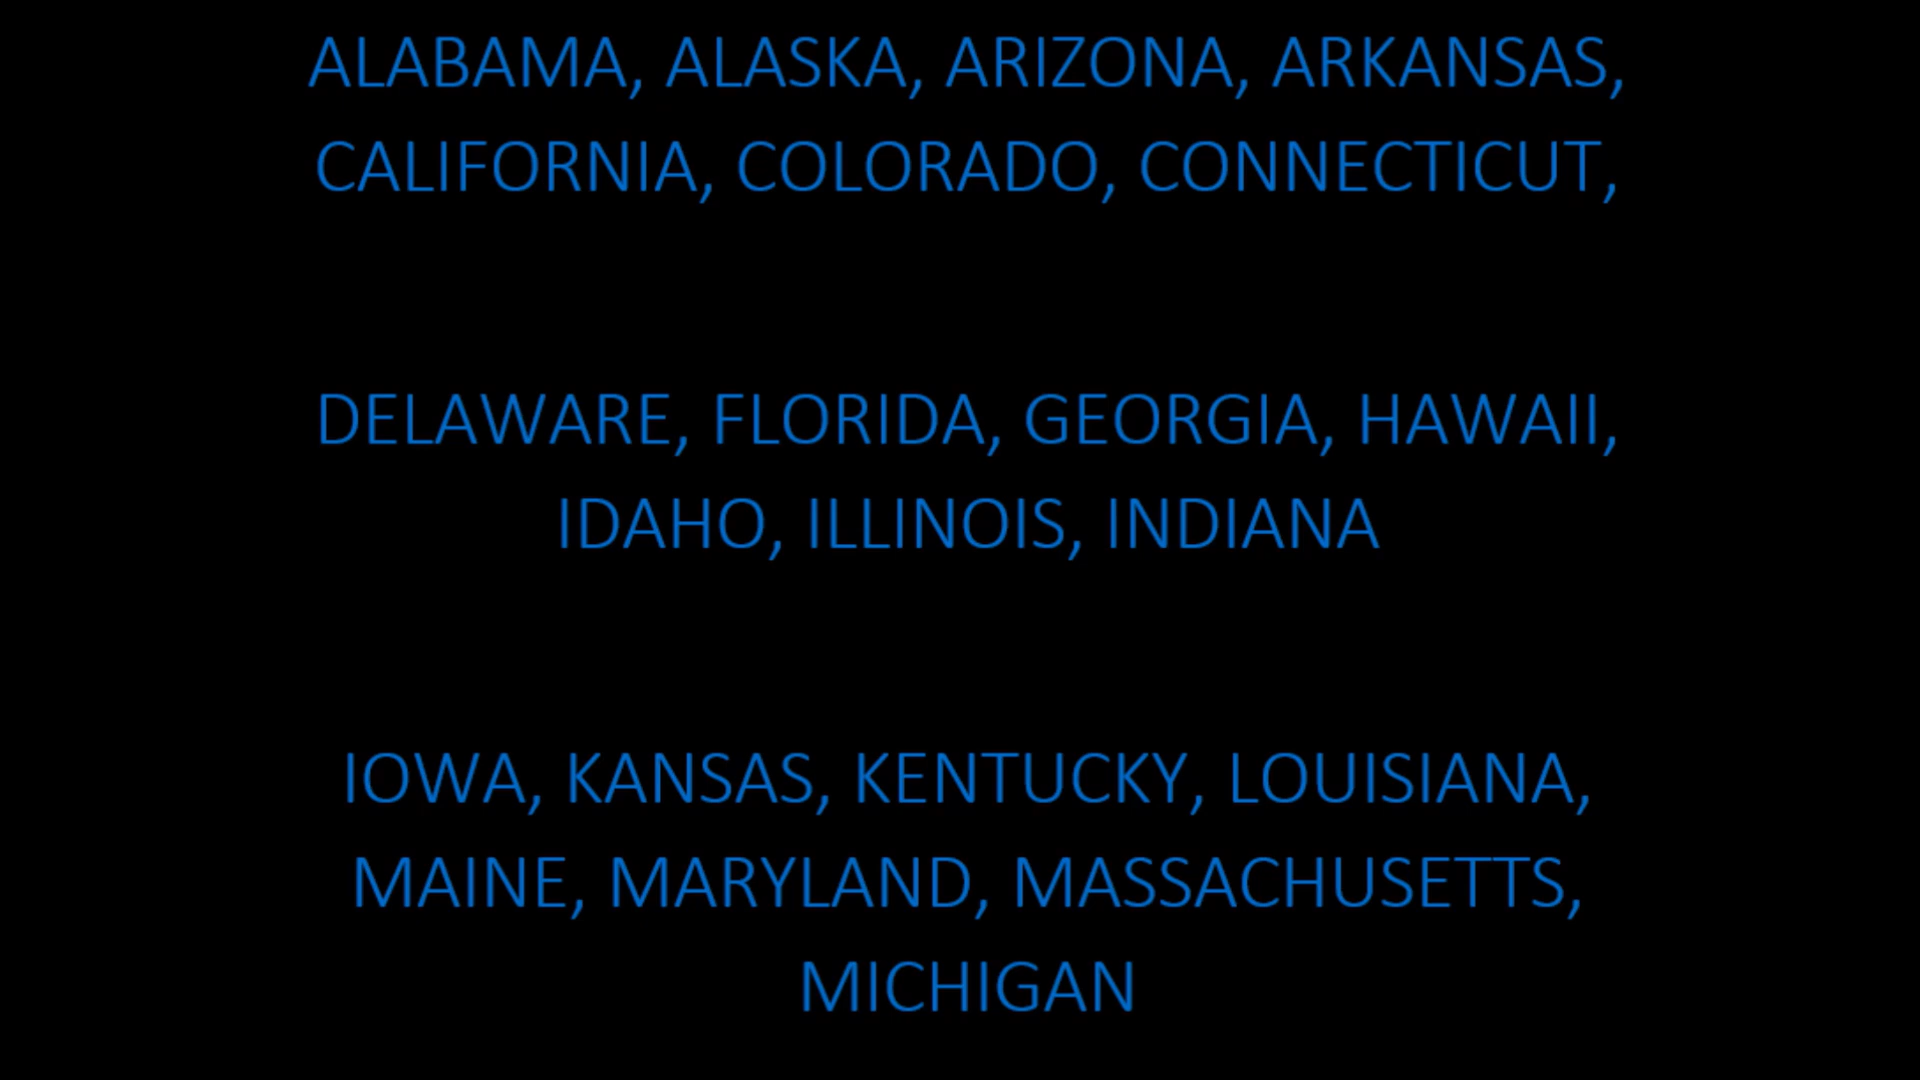 ALABAMA, ALASKA, ARIZONA, ARKANSAS,
CALIFORNIA, COLORADO, CONNECTICUT,
DELAWARE, FLORIDA, GEORGIA, HAWAII,
IDAHO, ILLINOIS, INDIANA
IOWA, KANSAS, KENTUCKY, LOUISIANA,
MAINE, MARYLAND, MASSACHUSETTS,
MICHIGAN